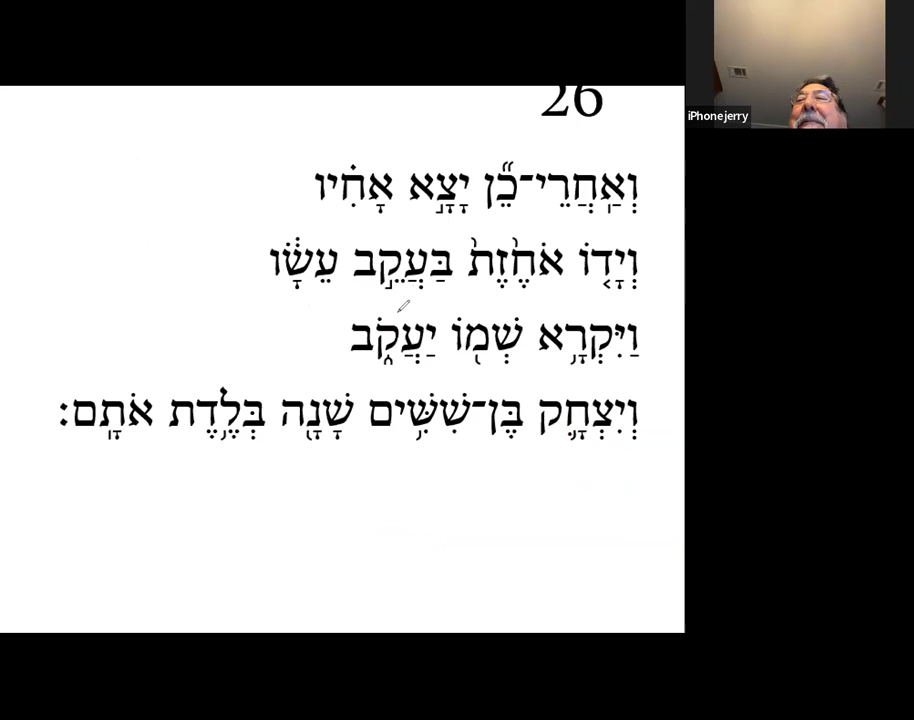 26
iPhonejerry
וְאַֽחֲרֵי־כֵ֞ן יָצָ֣א אָחִ֗יו
וְיָד֤וֹ אֹחֶ֙זֶת֙ בַּעֲקֵ֣ב עֵשָׂ֔ו
וַיִּקְרָ֥א שְׁמ֖וֹ יַעֲקֹ֑ב
וְיִצְחָ֛ק בֶּן־שִׁשִּׁ֥ים שָׁנָ֖ה בְּלֶ֥דֶת אֹתָֽם׃